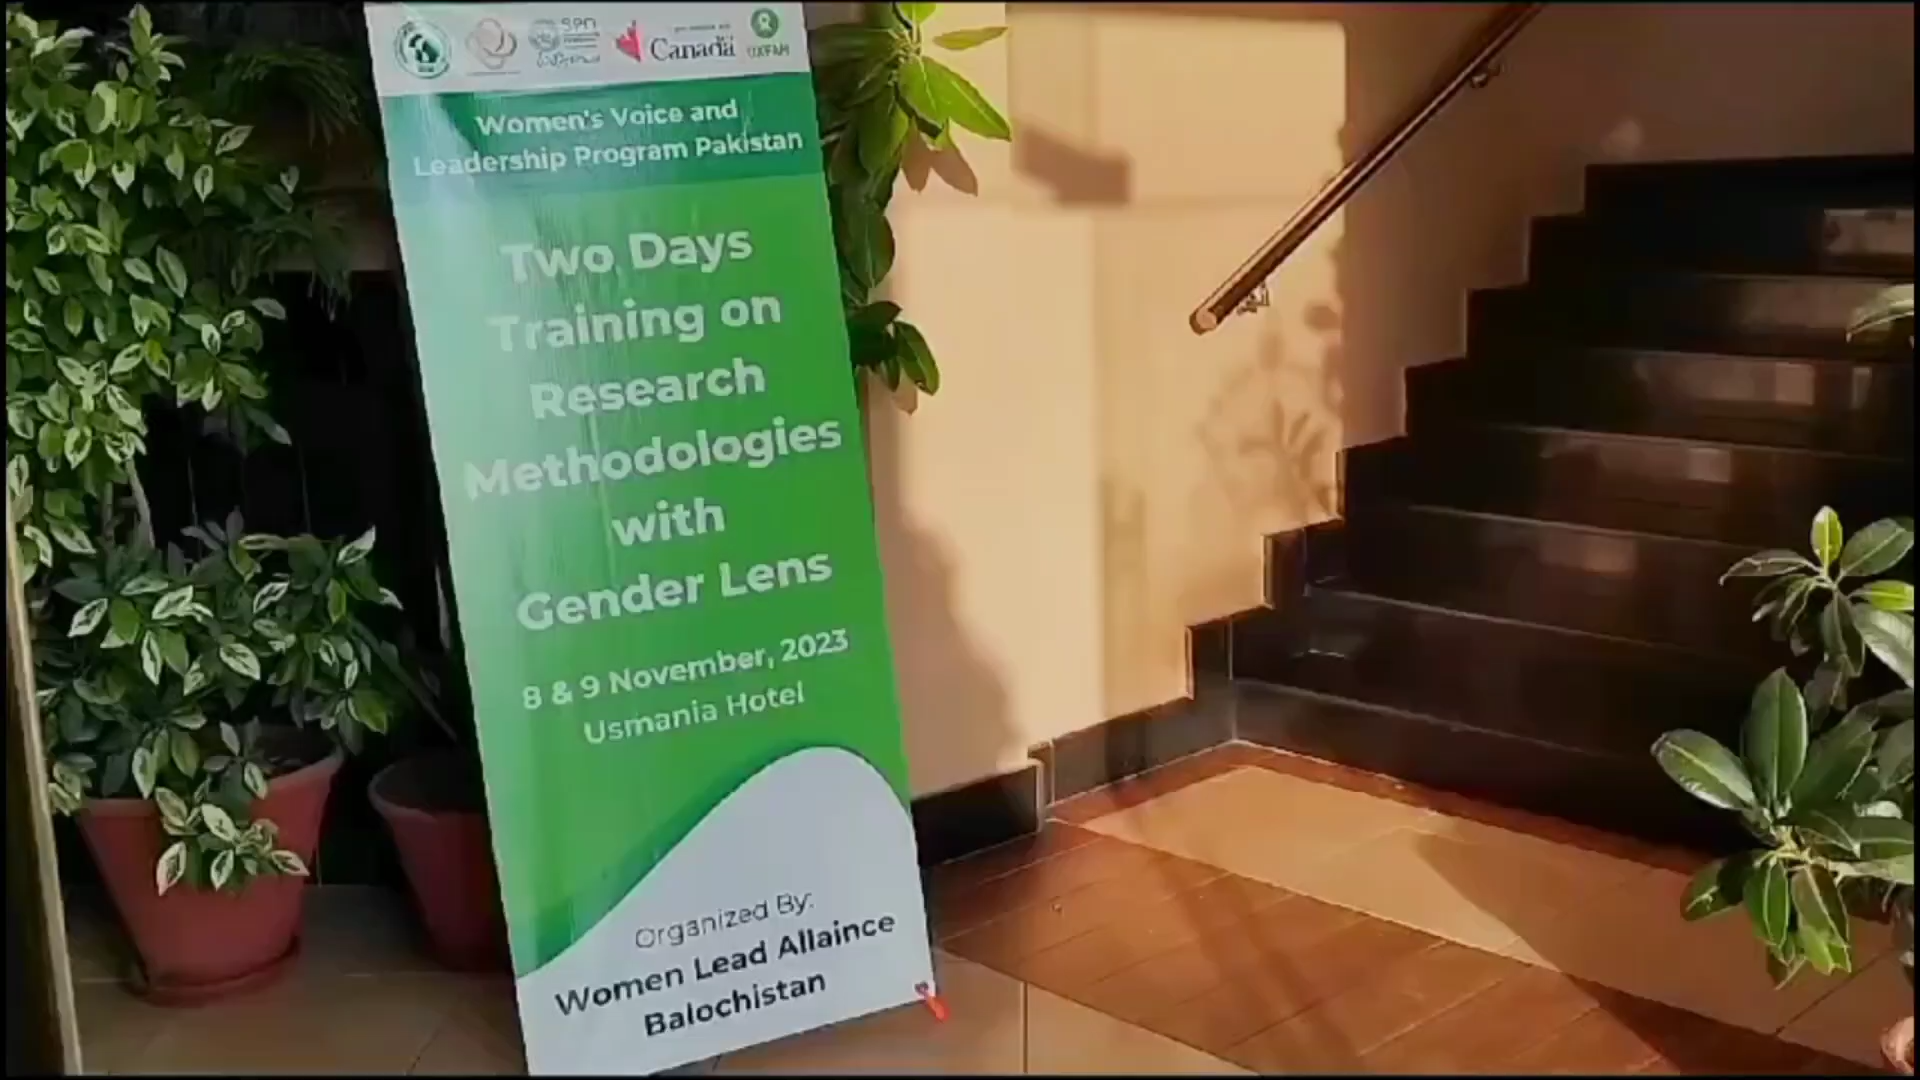 SPO
Canada
OXFAM
Women's Voice and
Leadership Program Pakistan
Two Days
Training on
Research
Methodologies
with
Gender Lens
8 & 9 November, 2023
Usmania Hotel
Organized By:
Women Lead Allaince
Balochistan